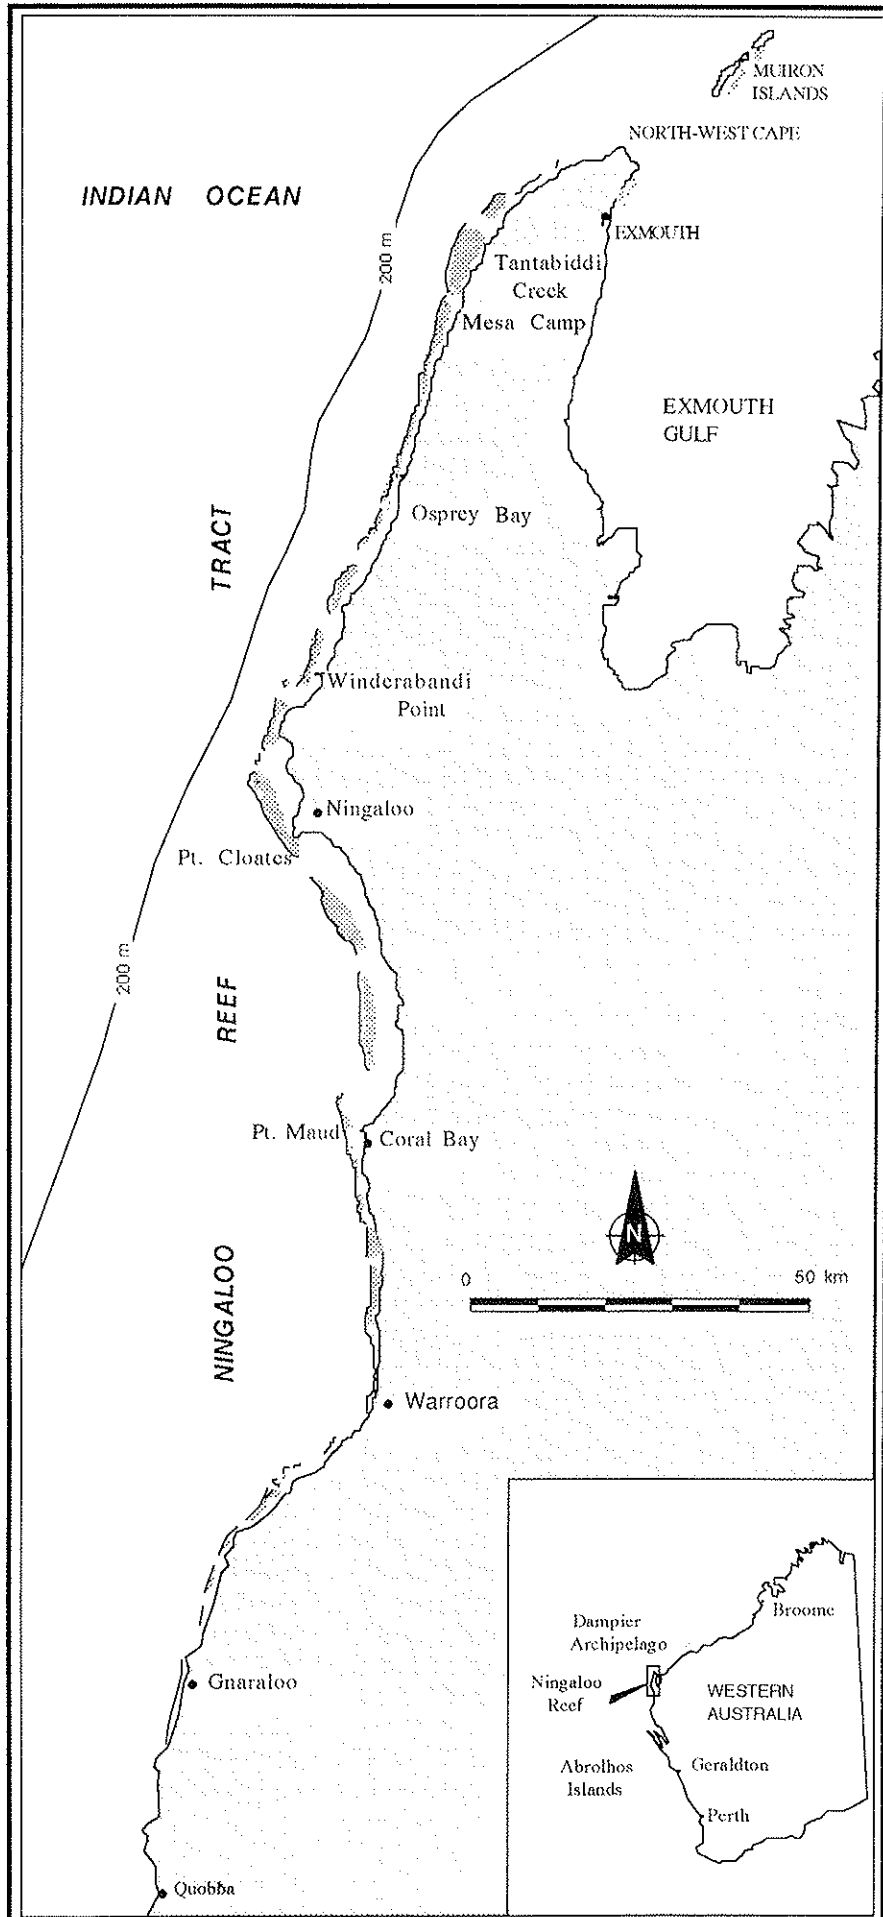 MUIRON
ISLANDS
NORTH-WEST CAPE
INDIAN OCEAN
EXMOUTH
200 m
Tantabiddi
Creek
Mesa Camp
EXMOUTH
GULF
Osprey Bay
TRACT
Winderabandi
Point
Ningaloo
Pt. Cloates
200 m
REEF
Pt. Maud
Coral Bay
N
0 50 km
NINGALOO
Warroora
Broome
Dampier
Archipelago
Ningaloo
Reef
WESTERN
AUSTRALIA
Gnaraloo
Abrolhos
Islands
Geraldton
Perth
Quobba